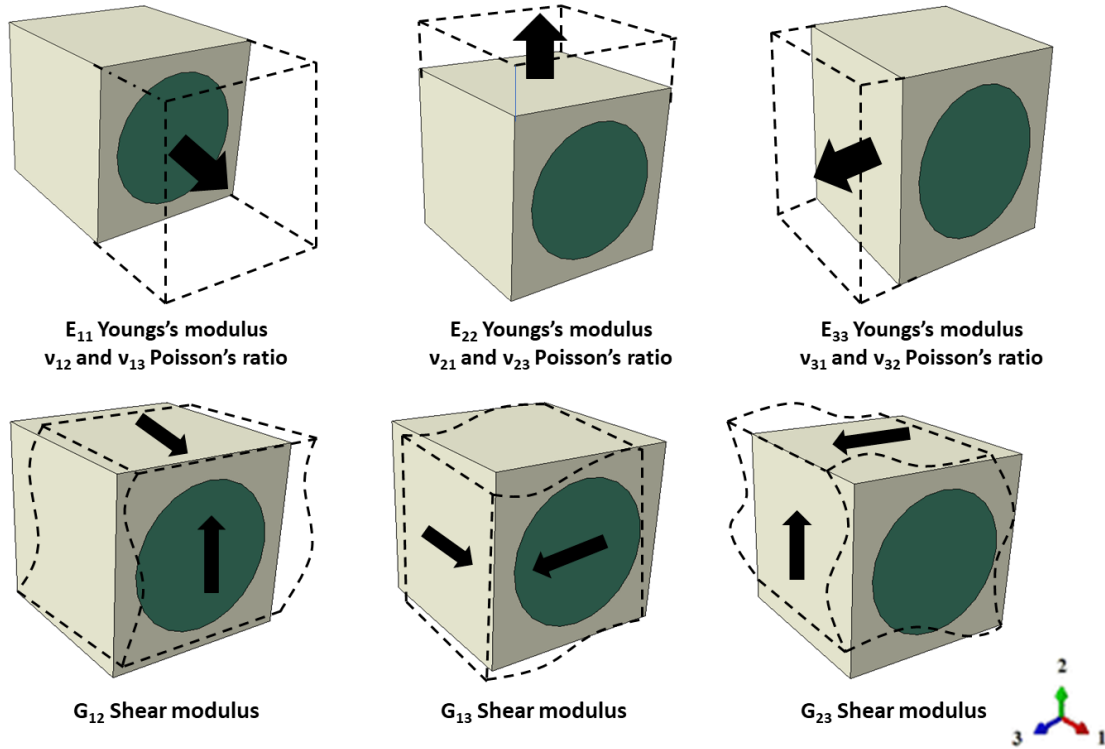 E₁₁ Youngs's modulus
ν₁₂ and ν₁₃ Poisson's ratio
E₂₂ Youngs's modulus
ν₂₁ and ν₂₃ Poisson's ratio
E₃₃ Youngs's modulus
ν₃₁ and ν₃₂ Poisson's ratio
G₁₂ Shear modulus
G₁₃ Shear modulus
G₂₃ Shear modulus
2
3
1